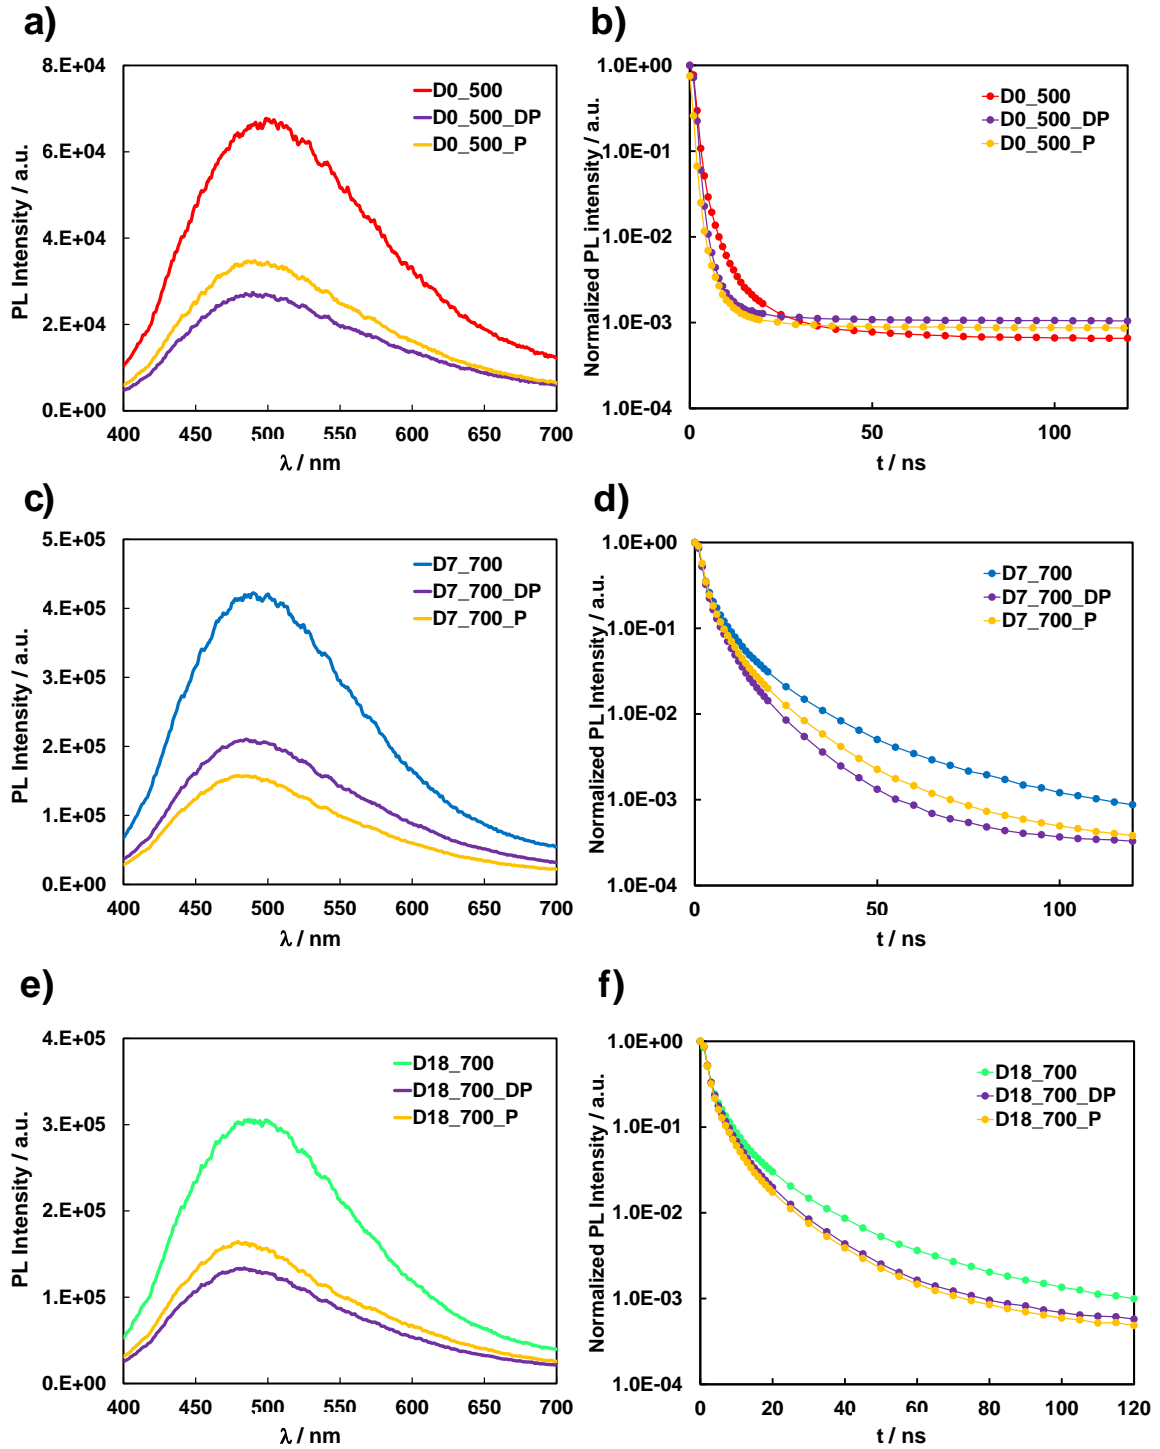 a)
8.E+04
6.E+04
4.E+04
2.E+04
0.E+00
PL Intensity / a.u.
D0_500
D0_500_DP
D0_500_P
400 450 500 550 600 650 700
λ / nm
b)
1.0E+00
1.0E-01
1.0E-02
1.0E-03
1.0E-04
Normalized PL intensity / a.u.
D0_500
D0_500_DP
D0_500_P
0 50 100
t / ns
c)
5.E+05
4.E+05
3.E+05
2.E+05
1.E+05
0.E+00
PL Intensity / a.u.
D7_700
D7_700_DP
D7_700_P
400 450 500 550 600 650 700
λ / nm
d)
1.0E+00
1.0E-01
1.0E-02
1.0E-03
1.0E-04
Normalized PL Intensity / a.u.
D7_700
D7_700_DP
D7_700_P
0 50 100
t / ns
e)
4.E+05
3.E+05
2.E+05
1.E+05
0.E+00
PL Intensity / a.u.
D18_700
D18_700_DP
D18_700_P
400 450 500 550 600 650 700
λ / nm
f)
1.0E+00
1.0E-01
1.0E-02
1.0E-03
1.0E-04
Normalized PL Intensity / a.u.
D18_700
D18_700_DP
D18_700_P
0 20 40 60 80 100 120
t / ns